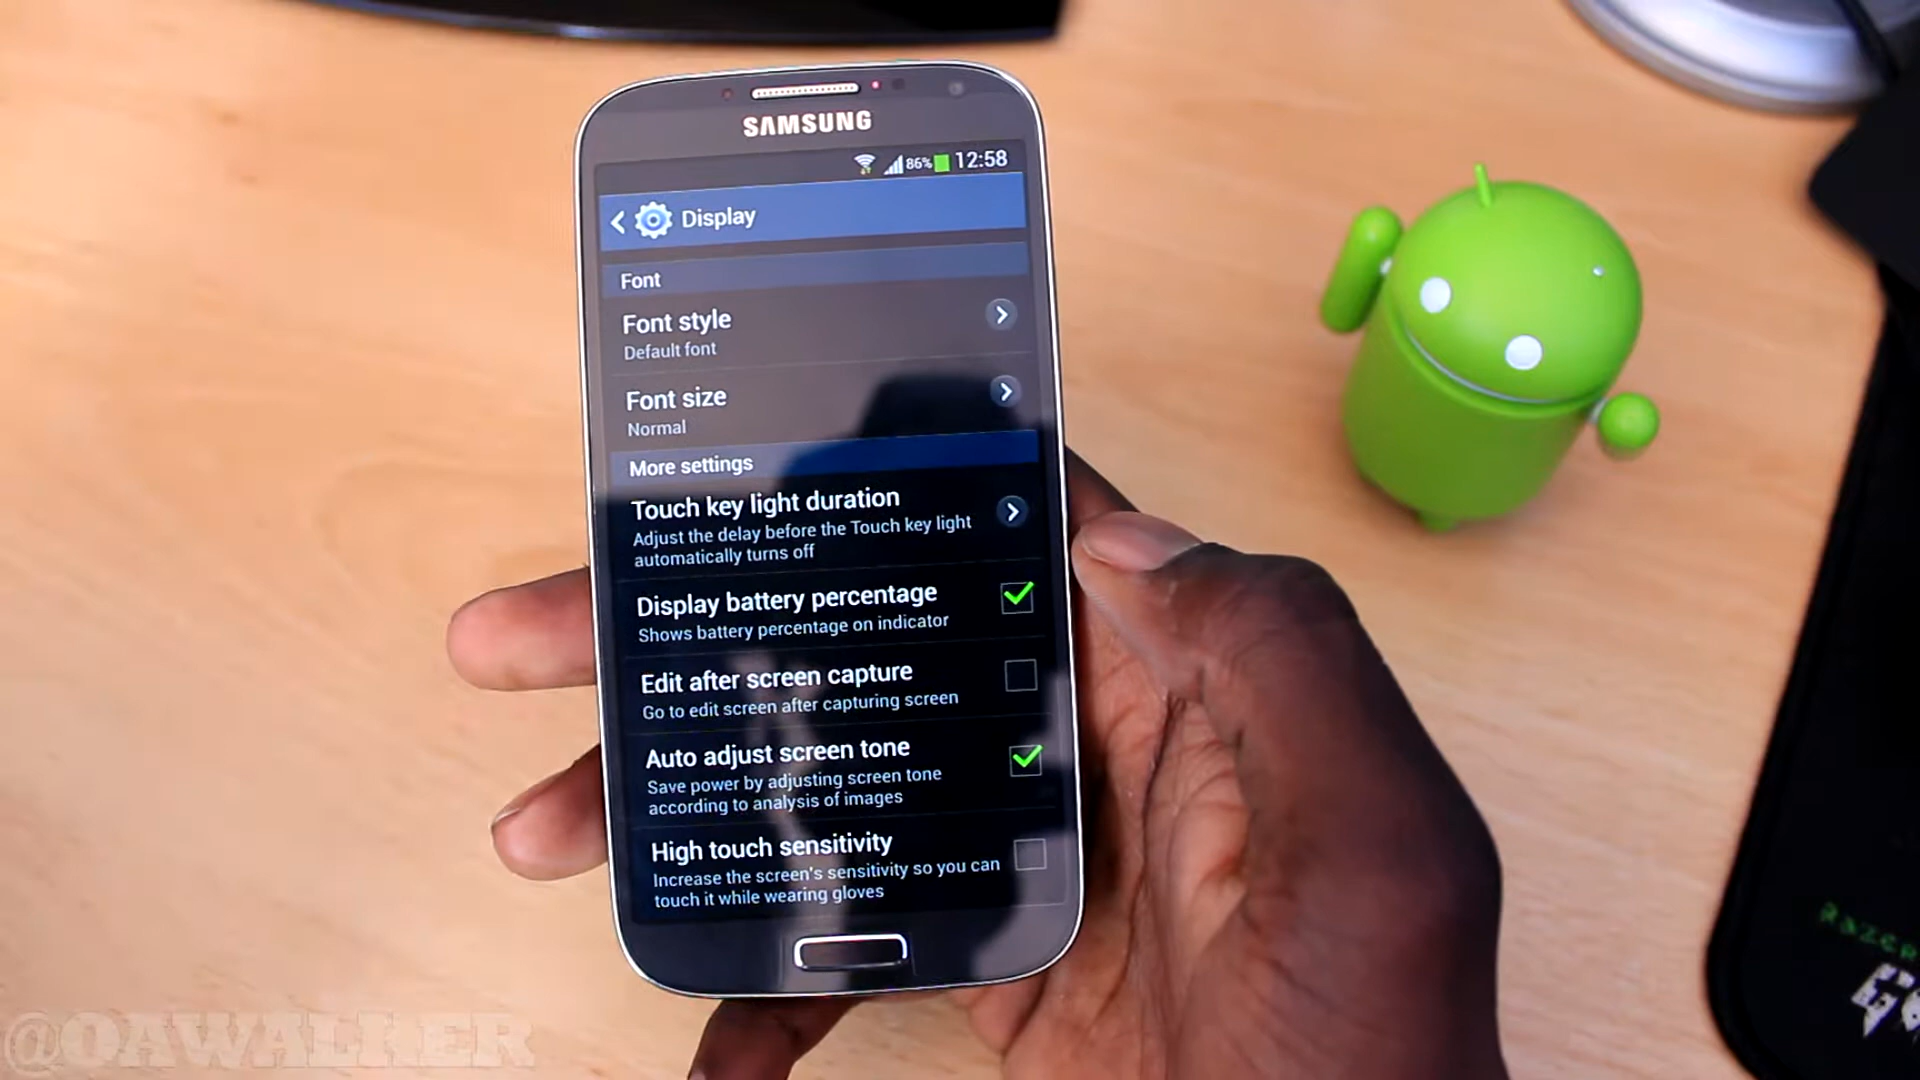 SAMSUNG
86% 12:58
Display
Font
Font style
Default font
Font size
Normal
More settings
Touch key light duration
Adjust the delay before the Touch key light
automatically turns off
Display battery percentage
Shows battery percentage on indicator
Edit after screen capture
Go to edit screen after capturing screen
Auto adjust screen tone
Save power by adjusting screen tone
according to analysis of images
High touch sensitivity
Increase the screen's sensitivity so you can
touch it while wearing gloves
Razer
@OAWALKER